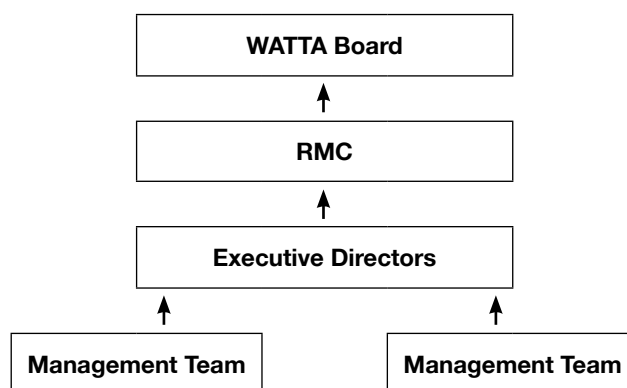 WATTA Board
RMC
Executive Directors
Management Team
Management Team